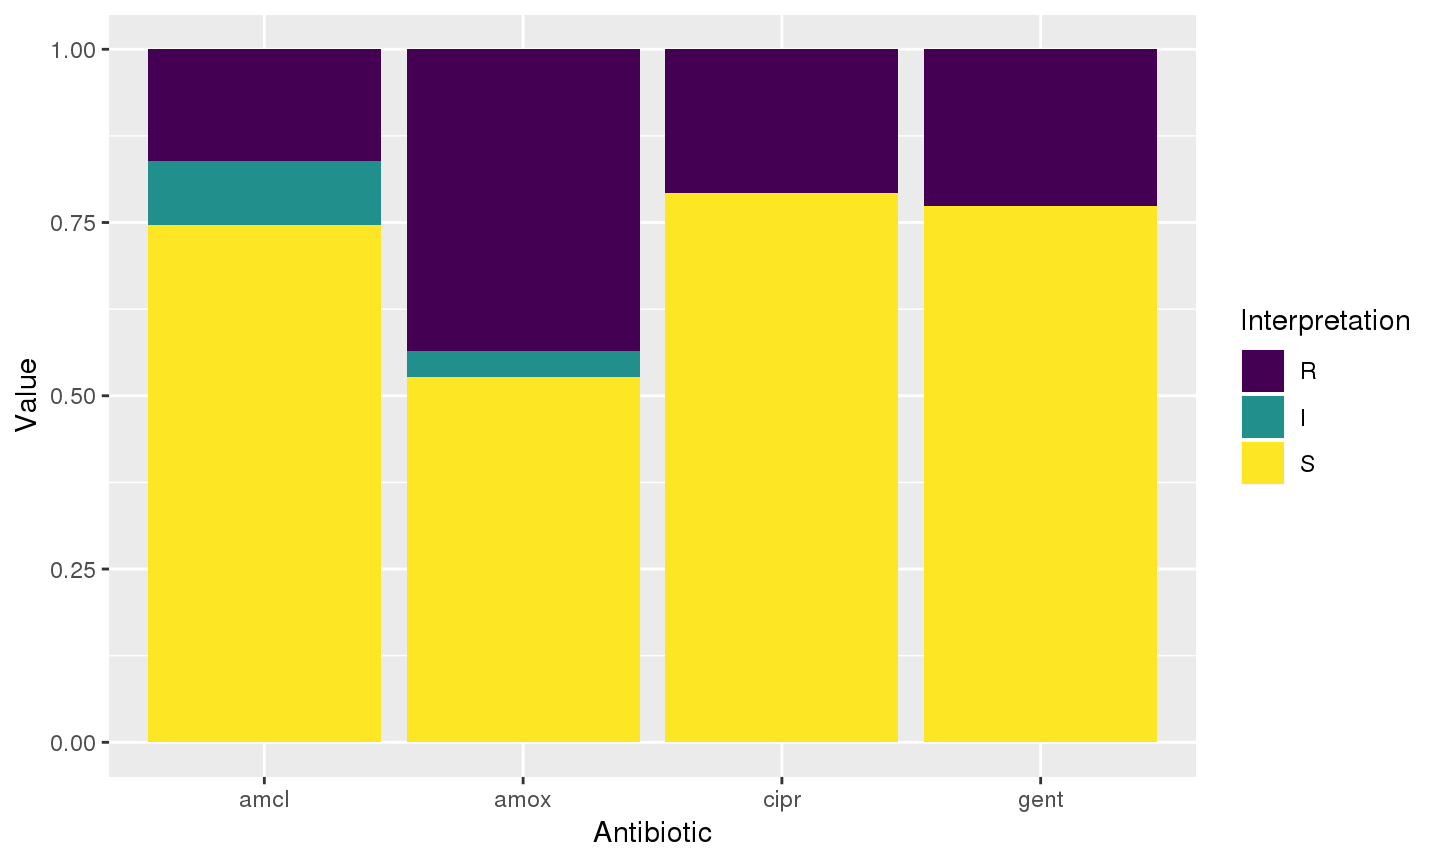 1.00
0.75
0.50
0.25
0.00
Value
amcl amox cipr gent
Antibiotic
Interpretation
R
I
S